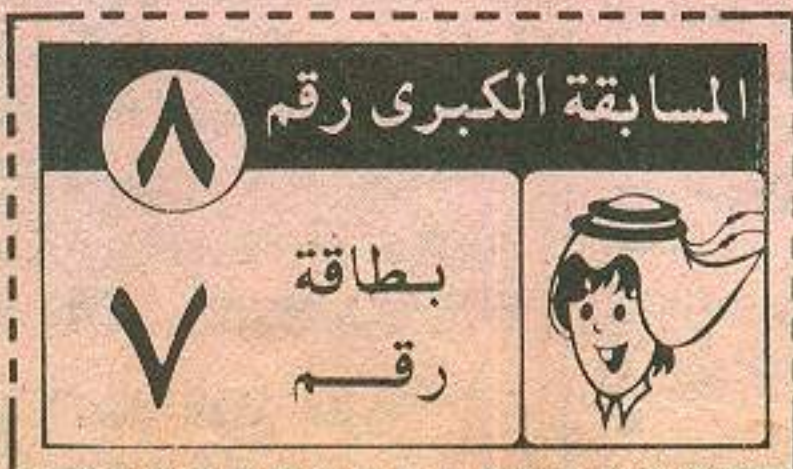 المسابقة الكبرى رقم ٨
بطاقة
رقم ٧